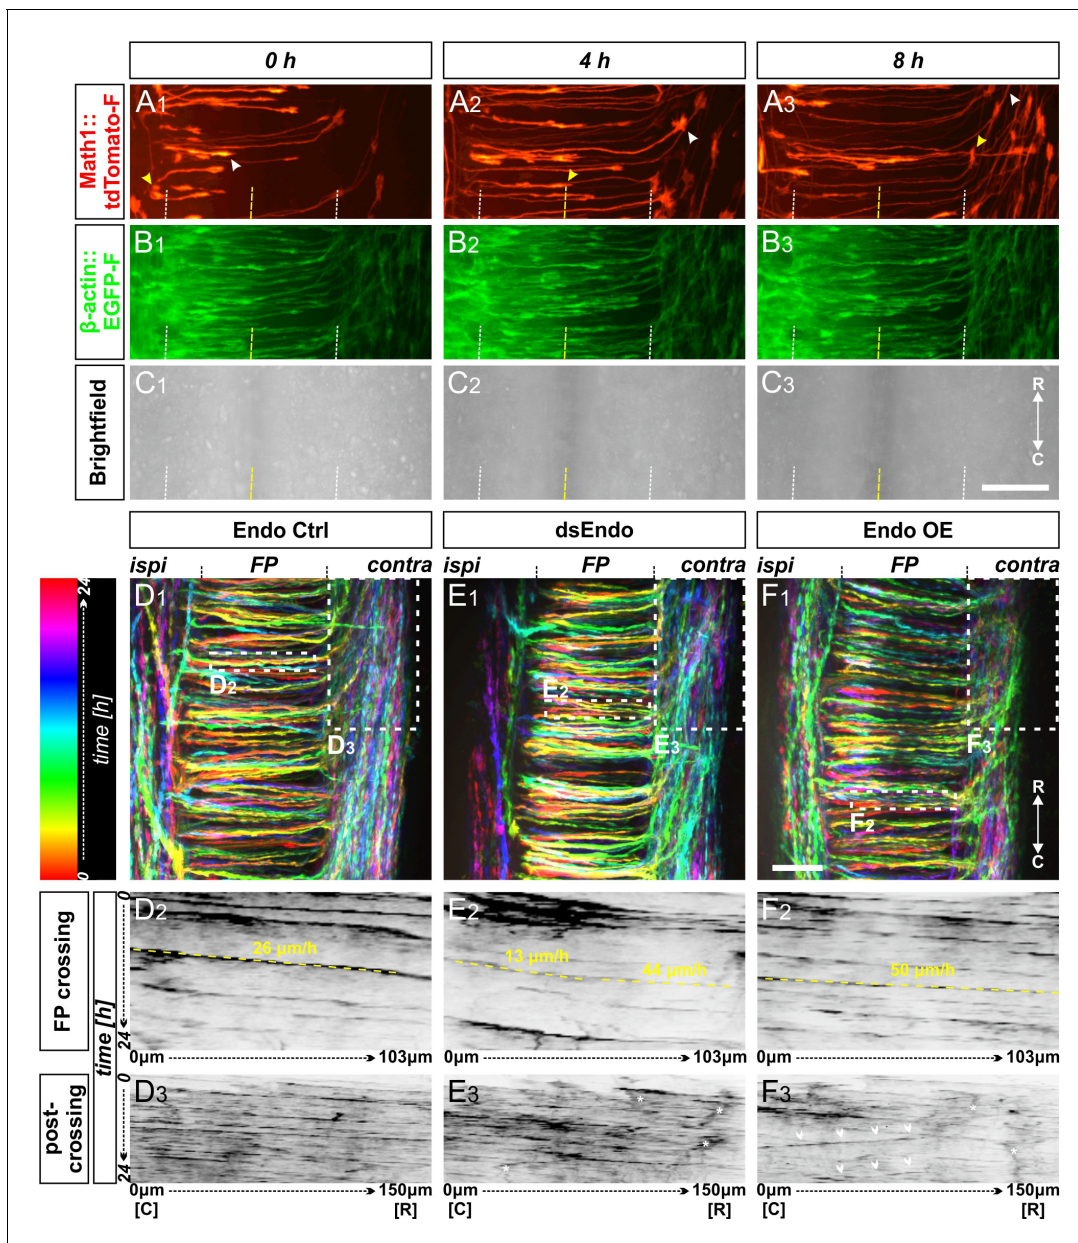 0 h 4 h 8 h
Math1::
tdTomato-F
A1 A2 A3
β-actin::
EGFP-F
B1 B2 B3
Brightfield
C1 C2 C3
R
C
Endo Ctrl dsEndo Endo OE
ispi FP contra ispi FP contra ispi FP contra
D1 E1 F1
24
time [h]
0
D2 E2
D3 E3 F3
F2
R
C
FP crossing
time [h]
0
24
D2 E2 F2
26 µm/h 13 µm/h 44 µm/h 50 µm/h
0µm 103µm 0µm 103µm 0µm 103µm
post-
crossing
0
24
D3 E3 F3
* * * * * *
0µm 150µm 0µm 150µm 0µm 150µm
[C] [R] [C] [R] [C] [R]